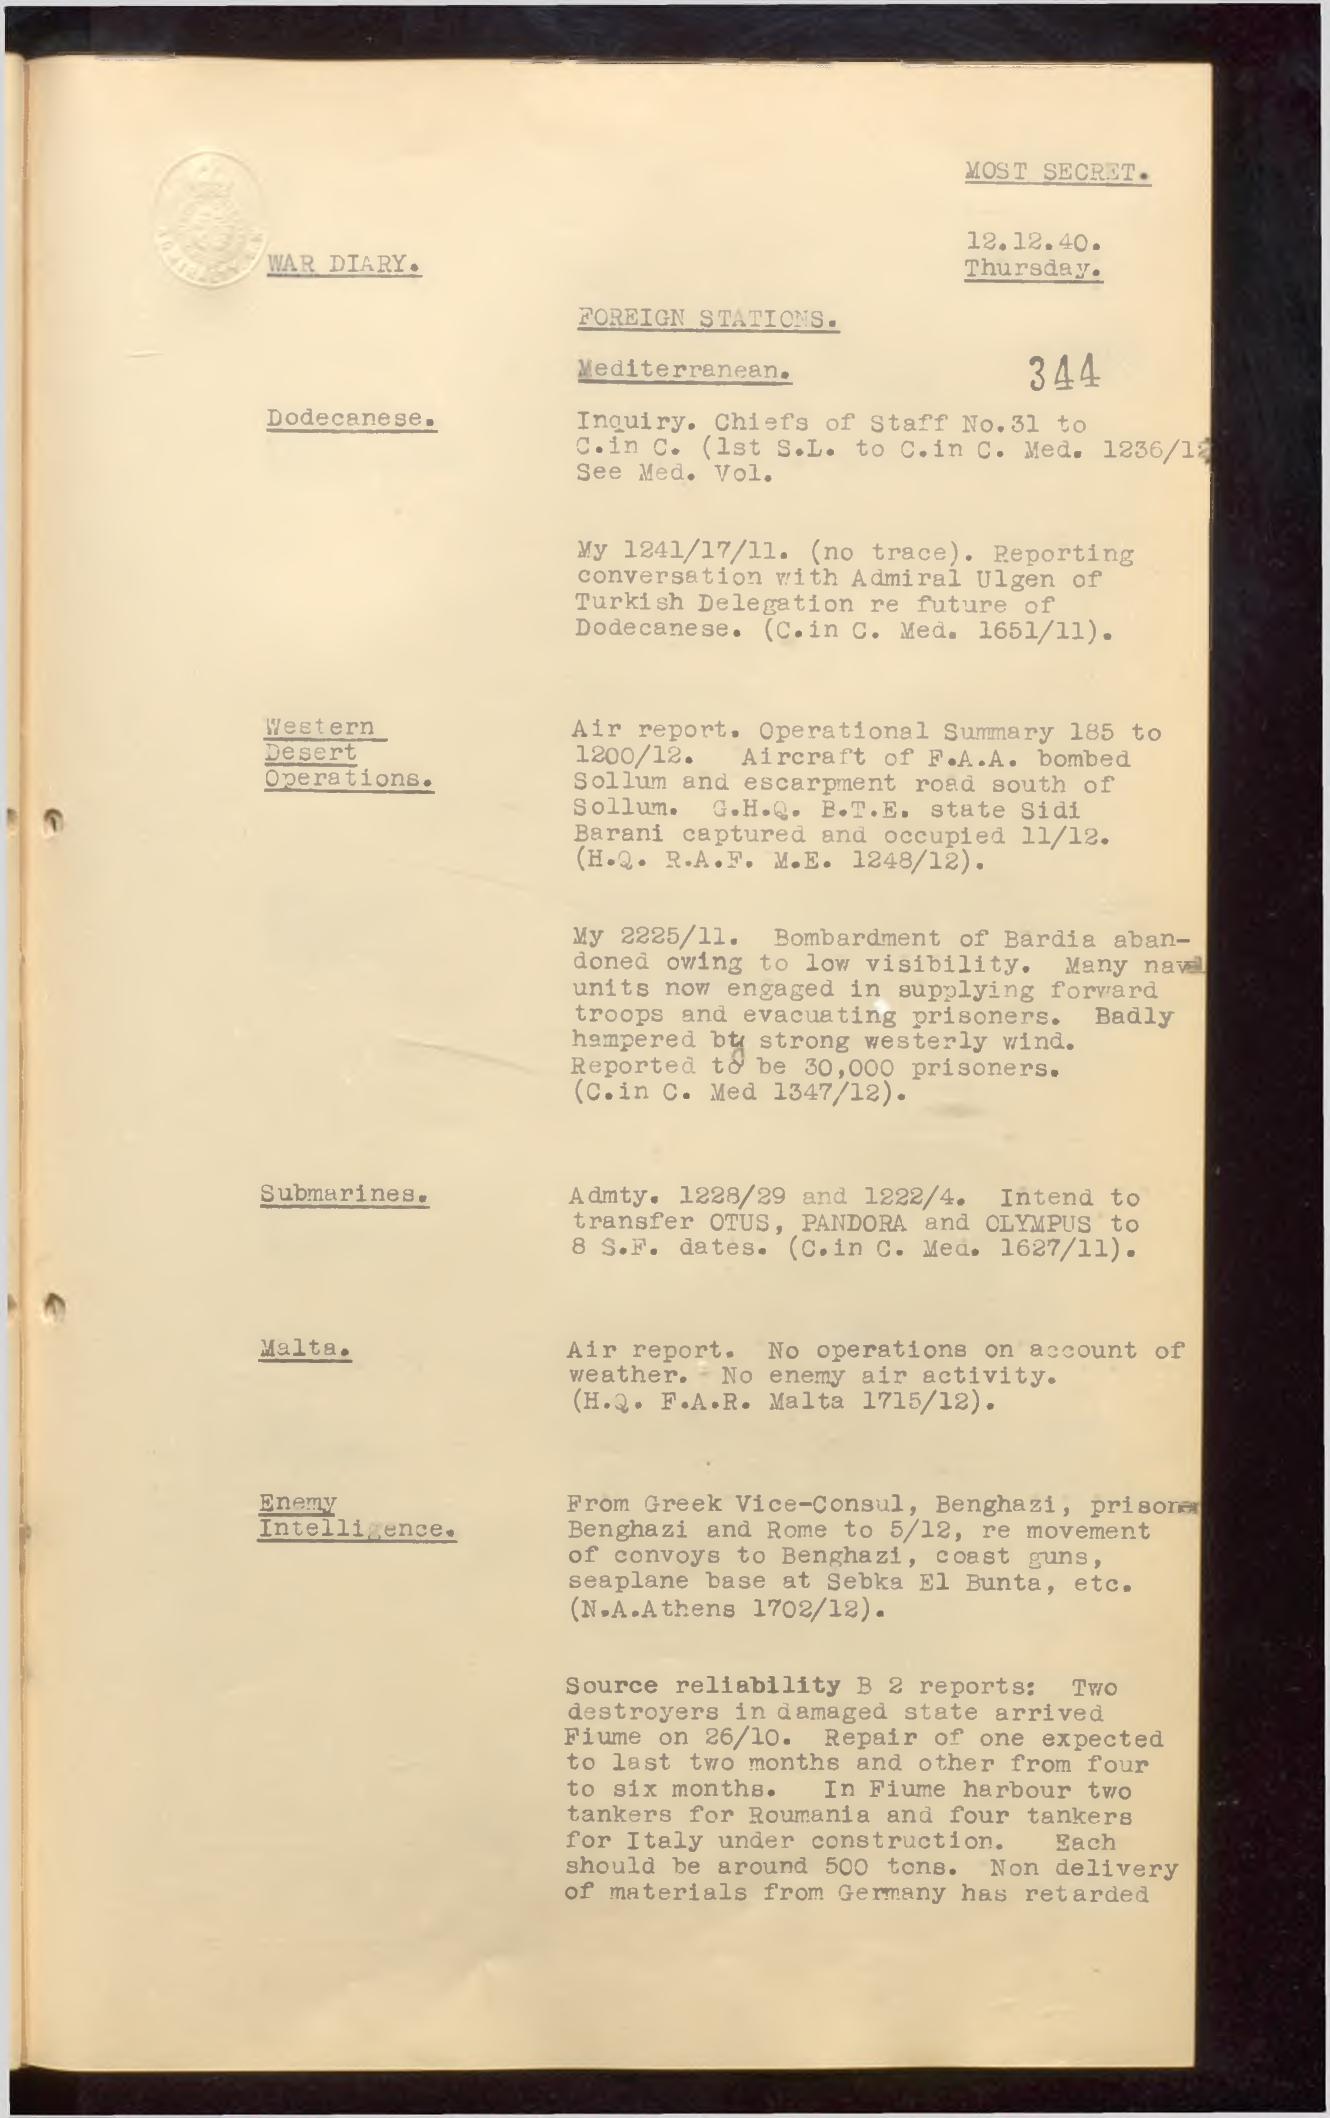 MOST SECRET.
12.12.40.
Thursday.
WAR DIARY.
FOREIGN STATIONS.
Mediterranean.
344
Dodecanese.
Inquiry. Chiefs of Staff No.31 to
C.in C. (1st S.L. to C.in C. Med. 1236/12
See Med. Vol.
My 1241/17/11. (no trace). Reporting
conversation with Admiral Ulgen of
Turkish Delegation re future of
Dodecanese. (C.in C. Med. 1651/11).
Western
Desert
Operations.
Air report. Operational Summary 185 to
1200/12. Aircraft of F.A.A. bombed
Sollum and escarpment road south of
Sollum. G.H.Q. B.T.E. state Sidi
Barani captured and occupied 11/12.
(H.Q. R.A.F. M.E. 1248/12).
My 2225/11. Bombardment of Bardia aban-
doned owing to low visibility. Many naval
units now engaged in supplying forward
troops and evacuating prisoners. Badly
hampered by strong westerly wind.
Reported to be 30,000 prisoners.
(C.in C. Med 1347/12).
Submarines.
Admty. 1228/29 and 1222/4. Intend to
transfer OTUS, PANDORA and OLYMPUS to
8 S.F. dates. (C.in C. Med. 1627/11).
Malta.
Air report. No operations on account of
weather. No enemy air activity.
(H.Q. F.A.R. Malta 1715/12).
Enemy
Intelligence.
From Greek Vice-Consul, Benghazi, prisoner
Benghazi and Rome to 5/12, re movement
of convoys to Benghazi, coast guns,
seaplane base at Sebka El Bunta, etc.
(N.A.Athens 1702/12).
Source reliability B 2 reports: Two
destroyers in damaged state arrived
Fiume on 26/10. Repair of one expected
to last two months and other from four
to six months. In Fiume harbour two
tankers for Roumania and four tankers
for Italy under construction. Each
should be around 500 tons. Non delivery
of materials from Germany has retarded